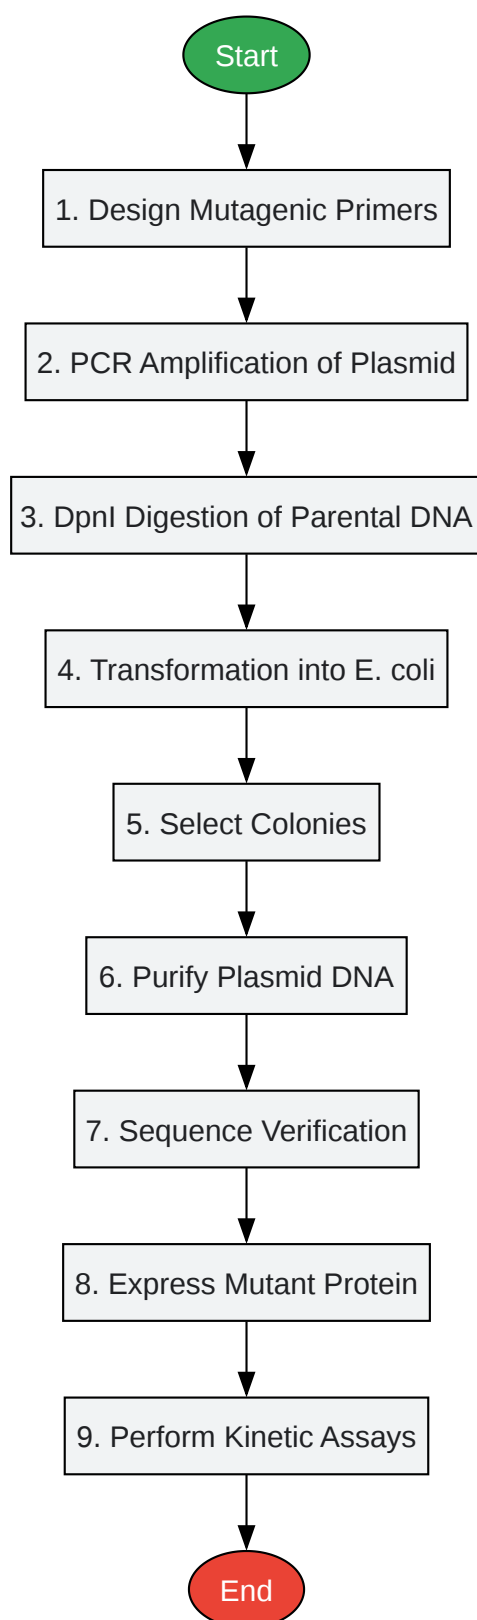 Start
1. Design Mutagenic Primers
2. PCR Amplification of Plasmid
3. DpnI Digestion of Parental DNA
4. Transformation into E. coli
5. Select Colonies
6. Purify Plasmid DNA
7. Sequence Verification
8. Express Mutant Protein
9. Perform Kinetic Assays
End